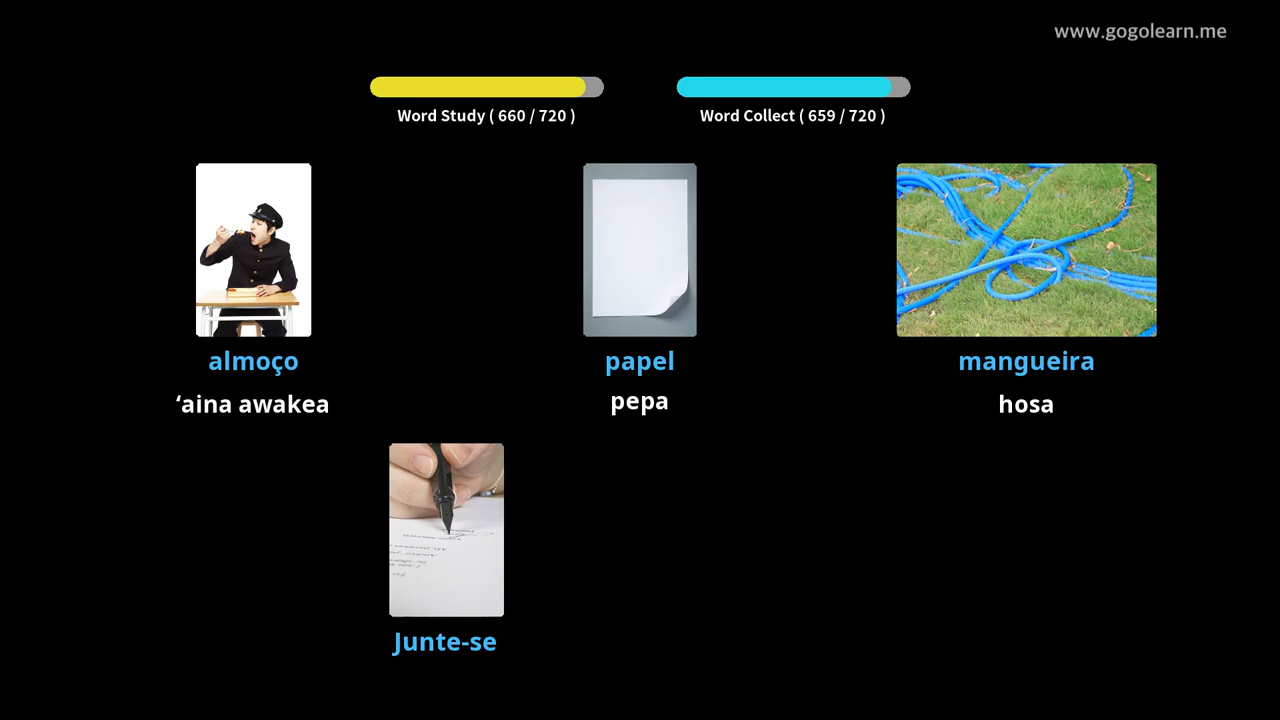 www.gogolearn.me
Word Study ( 660 / 720 )
Word Collect ( 659 / 720 )
almoço
ʻaina awakea
papel
pepa
mangueira
hosa
Junte-se